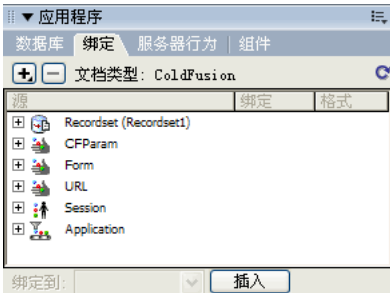 应用程序
数据库 绑定 服务器行为 组件
文档类型: ColdFusion
源 绑定 格式
Recordset (Recordset1)
CFParam
Form
URL
Session
Application
绑定到: 插入